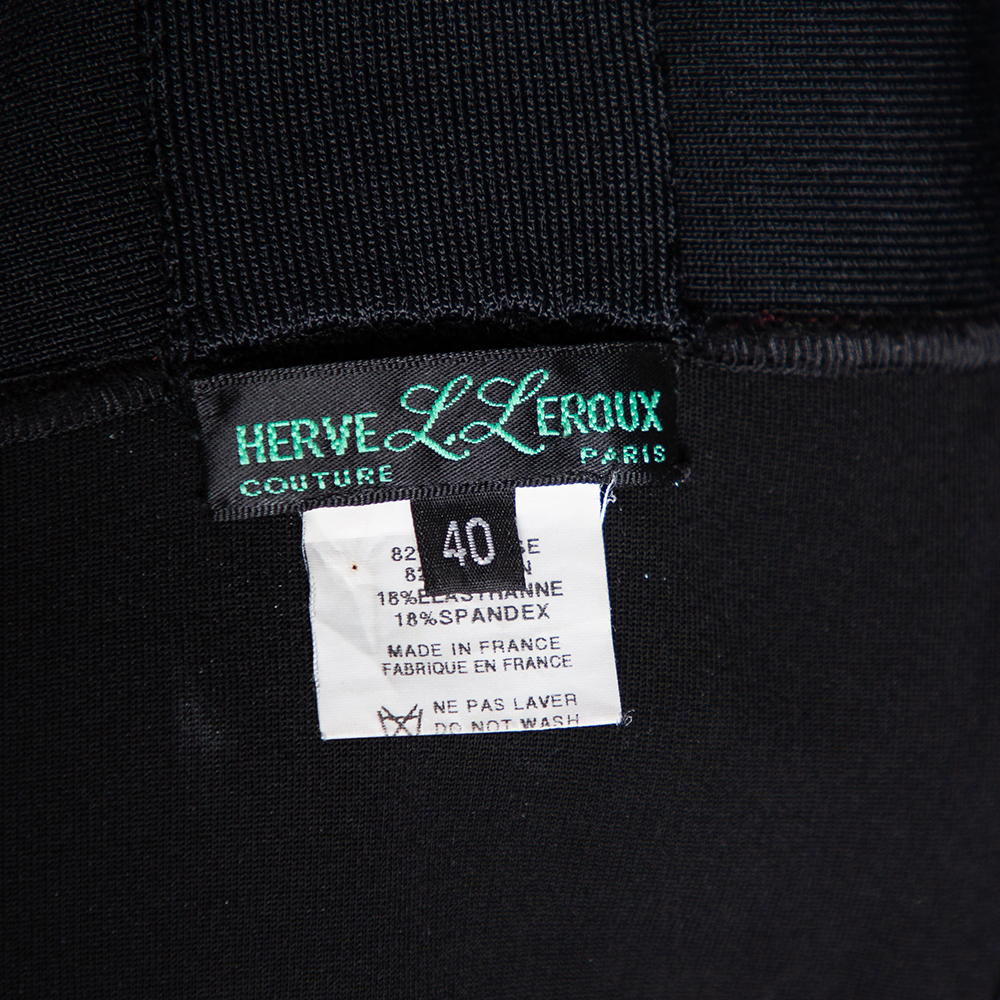 HERVE L.L. LEROUX
COUTURE PARIS
40
82
18%ELASTHANNE
18%SPANDEX
MADE IN FRANCE
FABRIQUE EN FRANCE
NE PAS LAVER
DO NOT WASH